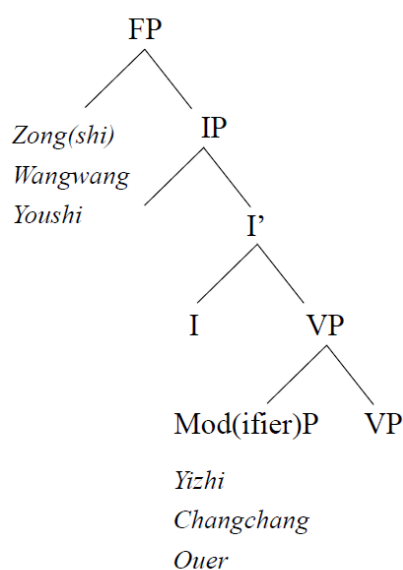 FP
Zong(shi)
IP
Wangwang
Youshi
I’
I
VP
Mod(ifier)P
VP
Yizhi
Changchang
Ouer